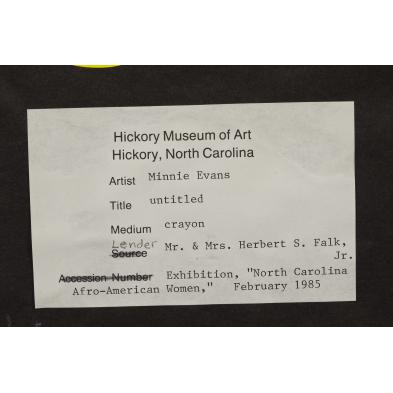 Hickory Museum of Art
Hickory, North Carolina
Artist Minnie Evans
Title untitled
Medium crayon
Lender
Source Mr. & Mrs. Herbert S. Falk,
Jr.
Accession Number Exhibition, "North Carolina
Afro-American Women," February 1985